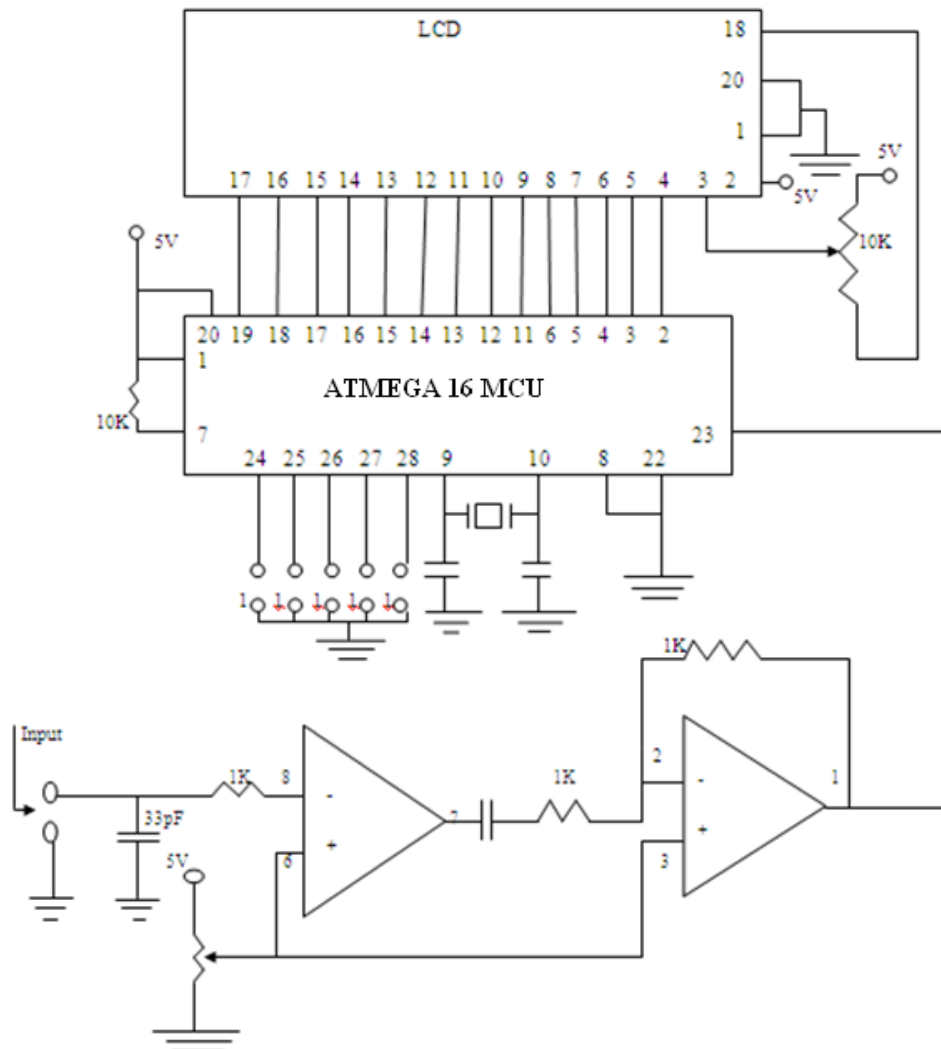 LCD
18
20
1
17 16 15 14 13 12 11 10 9 8 7 6 5 4 3 2
5V
5V
10K
5V
20 19 18 17 16 15 14 13 12 11 6 5 4 3 2
1
ATMEGA 16 MCU
10K
7
23
24 25 26 27 28 9 10 8 22
1 1 1 1 1
1K
Input
1K
8
-
7
1K
2
-
1
33pF
+
+
5V
6
3